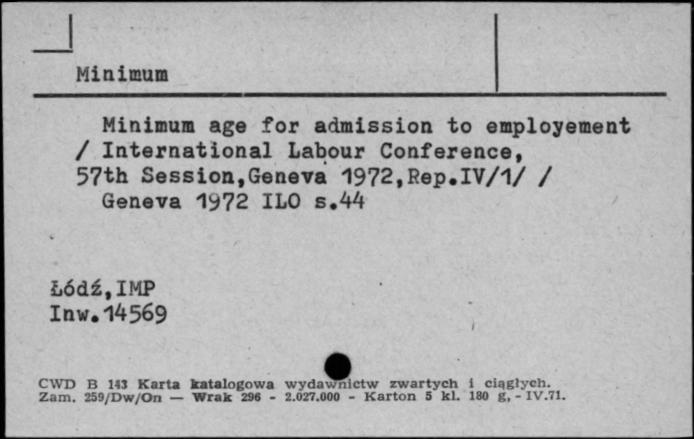 Minimum
Minimum age for admission to employement
/ International Labour Conference,
57th Session,Geneva 1972,Rep.IV/1/ /
Geneva 1972 ILO s.44
Łódź,IMP
Inw.14569
CWD B 143 Karta katalogowa wydawnictw zwartych i ciągłych.
Zam. 259/Dw/On — Wrak 296 - 2.027.000 - Karton 5 kl. 180 g, - IV.71.